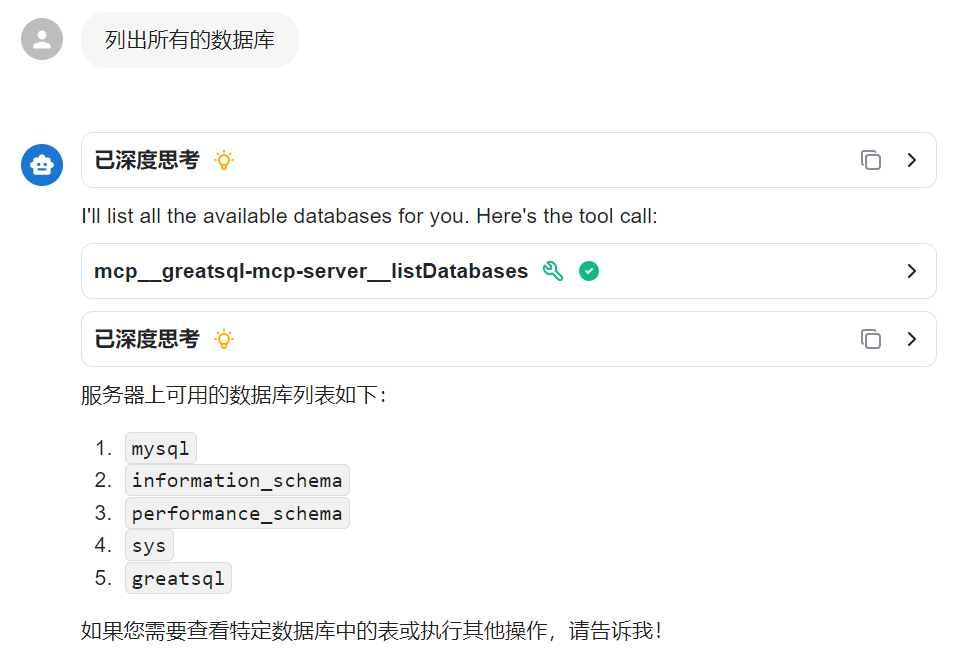 列出所有的数据库
已深度思考
I'll list all the available databases for you. Here's the tool call:
mcp__greatsql-mcp-server__listDatabases
已深度思考
服务器上可用的数据库列表如下：
1. mysql
2. information_schema
3. performance_schema
4. sys
5. greatsql
如果您需要查看特定数据库中的表或执行其他操作，请告诉我！